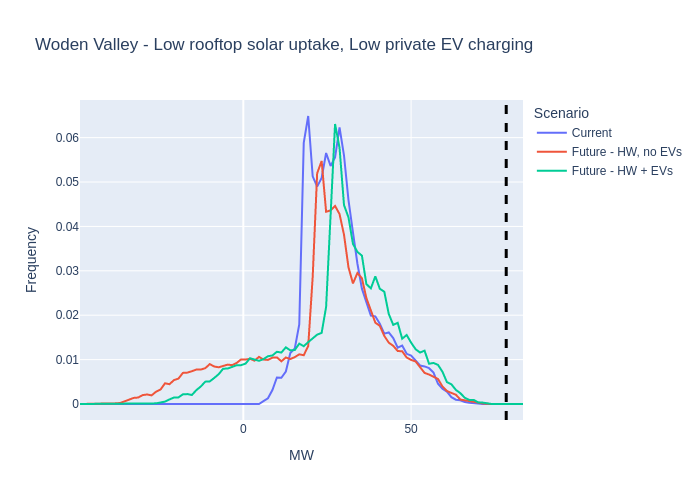 Woden Valley - Low rooftop solar uptake, Low private EV charging
Scenario
Current
Future - HW, no EVs
Future - HW + EVs
Frequency
0.06
0.05
0.04
0.03
0.02
0.01
0
0
50
MW